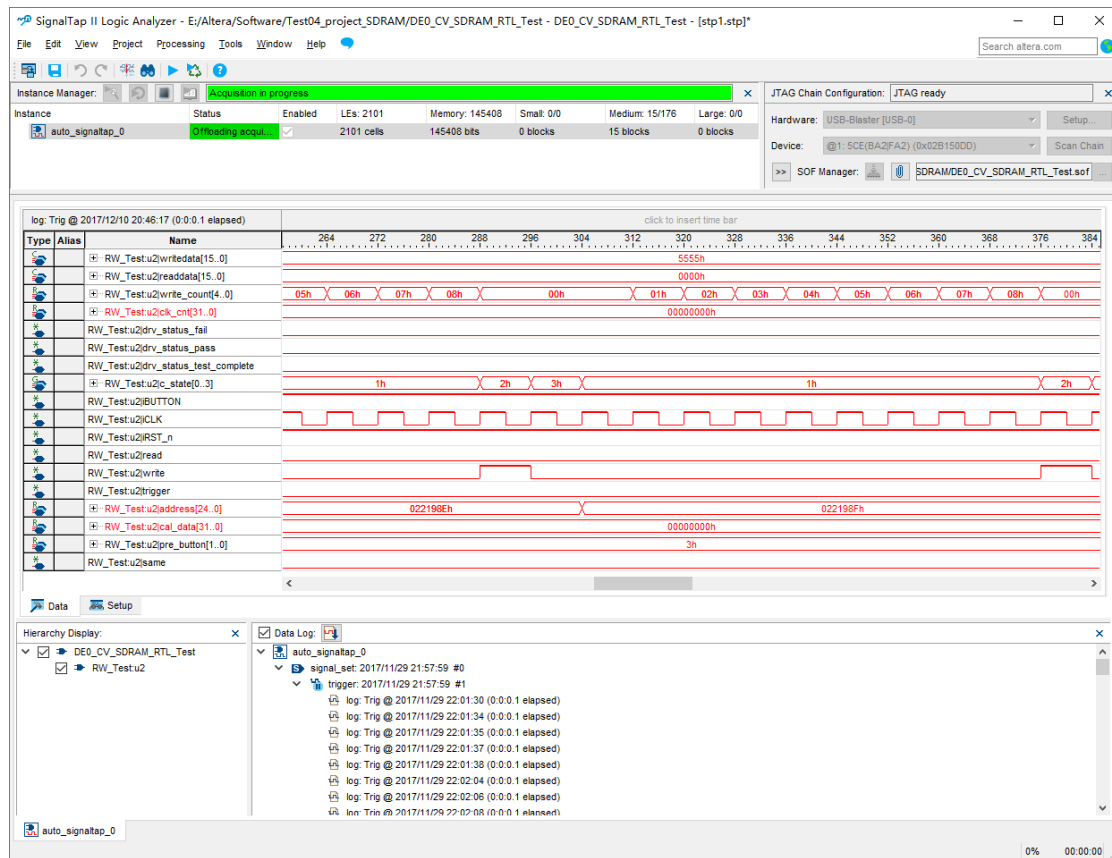 SignalTap II Logic Analyzer - E:/Altera/Software/Test04_project_SDRAM/DE0_CV_SDRAM_RTL_Test - DE0_CV_SDRAM_RTL_Test - [stp1.stp]*
File Edit View Project Processing Tools Window Help
Search altera.com
Instance Manager: Acquisition in progress
JTAG Chain Configuration: JTAG ready
Instance Status Enabled LEs: 2101 Memory: 145408 Small: 0/0 Medium: 15/176 Large: 0/0
auto_signaltap_0 Offloading acqui... 2101 cells 145408 bits 0 blocks 15 blocks 0 blocks
Hardware: USB-Blaster [USB-0] Setup...
Device: @1: 5CE(BA2|FA2) (0x02B150DD) Scan Chain
>> SOF Manager: SDRAM/DE0_CV_SDRAM_RTL_Test.sof ...
log: Trig @ 2017/12/10 20:46:17 (0:0:0.1 elapsed) click to insert time bar
Type Alias Name 264 272 280 288 296 304 312 320 328 336 344 352 360 368 376 384
RW_Test:u2|writedata[15..0] 5555h
RW_Test:u2|readdata[15..0] 0000h
RW_Test:u2|write_count[4..0] 05h 06h 07h 08h 00h 01h 02h 03h 04h 05h 06h 07h 08h 00h
RW_Test:u2|clk_cnt[31..0] 00000000h
RW_Test:u2|drv_status_fail
RW_Test:u2|drv_status_pass
RW_Test:u2|drv_status_test_complete
RW_Test:u2|c_state[0..3] 1h 2h 3h 1h 2h
RW_Test:u2|iBUTTON
RW_Test:u2|iCLK
RW_Test:u2|iRST_n
RW_Test:u2|read
RW_Test:u2|write
RW_Test:u2|trigger
RW_Test:u2|address[24..0] 022198Eh 022198Fh
RW_Test:u2|cal_data[31..0] 00000000h
RW_Test:u2|pre_button[1..0] 3h
RW_Test:u2|same
Data Setup
Hierarchy Display:
DE0_CV_SDRAM_RTL_Test
RW_Test:u2
Data Log:
auto_signaltap_0
signal_set: 2017/11/29 21:57:59 #0
trigger: 2017/11/29 21:57:59 #1
log: Trig @ 2017/11/29 22:01:30 (0:0:0.1 elapsed)
log: Trig @ 2017/11/29 22:01:34 (0:0:0.1 elapsed)
log: Trig @ 2017/11/29 22:01:35 (0:0:0.1 elapsed)
log: Trig @ 2017/11/29 22:01:37 (0:0:0.1 elapsed)
log: Trig @ 2017/11/29 22:01:38 (0:0:0.1 elapsed)
log: Trig @ 2017/11/29 22:02:04 (0:0:0.1 elapsed)
log: Trig @ 2017/11/29 22:02:06 (0:0:0.1 elapsed)
log: Trig @ 2017/11/29 22:02:08 (0:0:0.1 elapsed)
auto_signaltap_0
0% 00:00:00